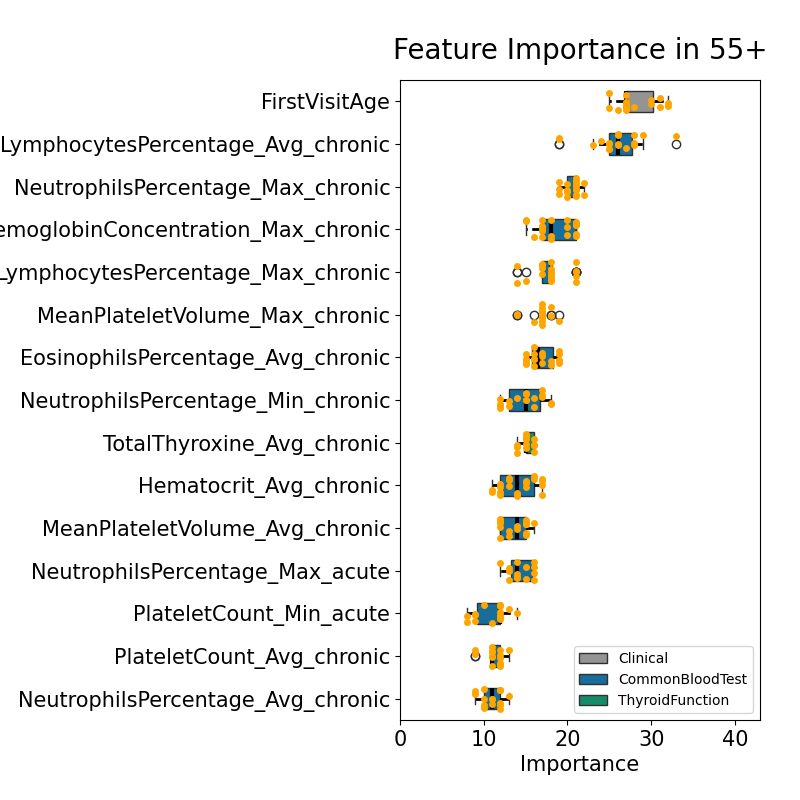 Feature Importance in 55+
FirstVisitAge
LymphocytesPercentage_Avg_chronic
NeutrophilsPercentage_Max_chronic
emoglobinConcentration_Max_chronic
LymphocytesPercentage_Max_chronic
MeanPlateletVolume_Max_chronic
EosinophilsPercentage_Avg_chronic
NeutrophilsPercentage_Min_chronic
TotalThyroxine_Avg_chronic
Hematocrit_Avg_chronic
MeanPlateletVolume_Avg_chronic
NeutrophilsPercentage_Max_acute
PlateletCount_Min_acute
PlateletCount_Avg_chronic
NeutrophilsPercentage_Avg_chronic
Clinical
CommonBloodTest
ThyroidFunction
0 10 20 30 40
Importance